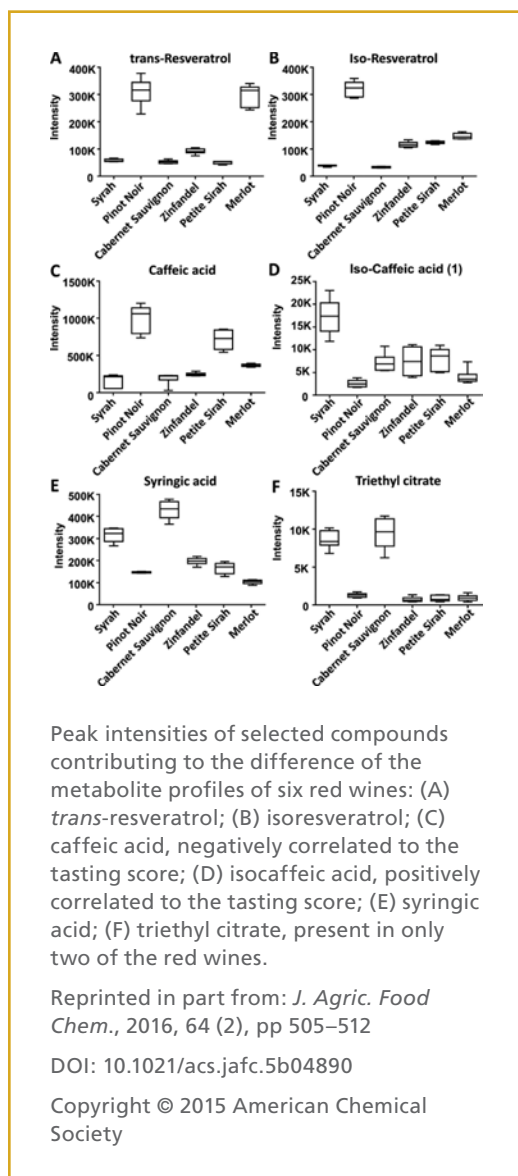 A
trans-Resveratrol
400K
300K
200K
100K
0
Intensity
Syrah
Pinot Noir
Cabernet Sauvignon
Zinfandel
Petite Sirah
Merlot
B
Iso-Resveratrol
400K
300K
200K
100K
0
Intensity
Syrah
Pinot Noir
Cabernet Sauvignon
Zinfandel
Petite Sirah
Merlot
C
Caffeic acid
1500K
1000K
500K
0
Intensity
Syrah
Pinot Noir
Cabernet Sauvignon
Zinfandel
Petite Sirah
Merlot
D
Iso-Caffeic acid (1)
25K
20K
15K
10K
5K
0
Intensity
Syrah
Pinot Noir
Cabernet Sauvignon
Zinfandel
Petite Sirah
Merlot
E
Syringic acid
500K
400K
300K
200K
100K
0
Intensity
Syrah
Pinot Noir
Cabernet Sauvignon
Zinfandel
Petite Sirah
Merlot
F
Triethyl citrate
15K
10K
5K
0
Intensity
Syrah
Pinot Noir
Cabernet Sauvignon
Zinfandel
Petite Sirah
Merlot
Peak intensities of selected compounds
contributing to the difference of the
metabolite profiles of six red wines: (A)
trans-resveratrol; (B) isoresveratrol; (C)
caffeic acid, negatively correlated to the
tasting score; (D) isocaffeic acid, positively
correlated to the tasting score; (E) syringic
acid; (F) triethyl citrate, present in only
two of the red wines.
Reprinted in part from: J. Agric. Food
Chem., 2016, 64 (2), pp 505–512
DOI: 10.1021/acs.jafc.5b04890
Copyright © 2015 American Chemical
Society